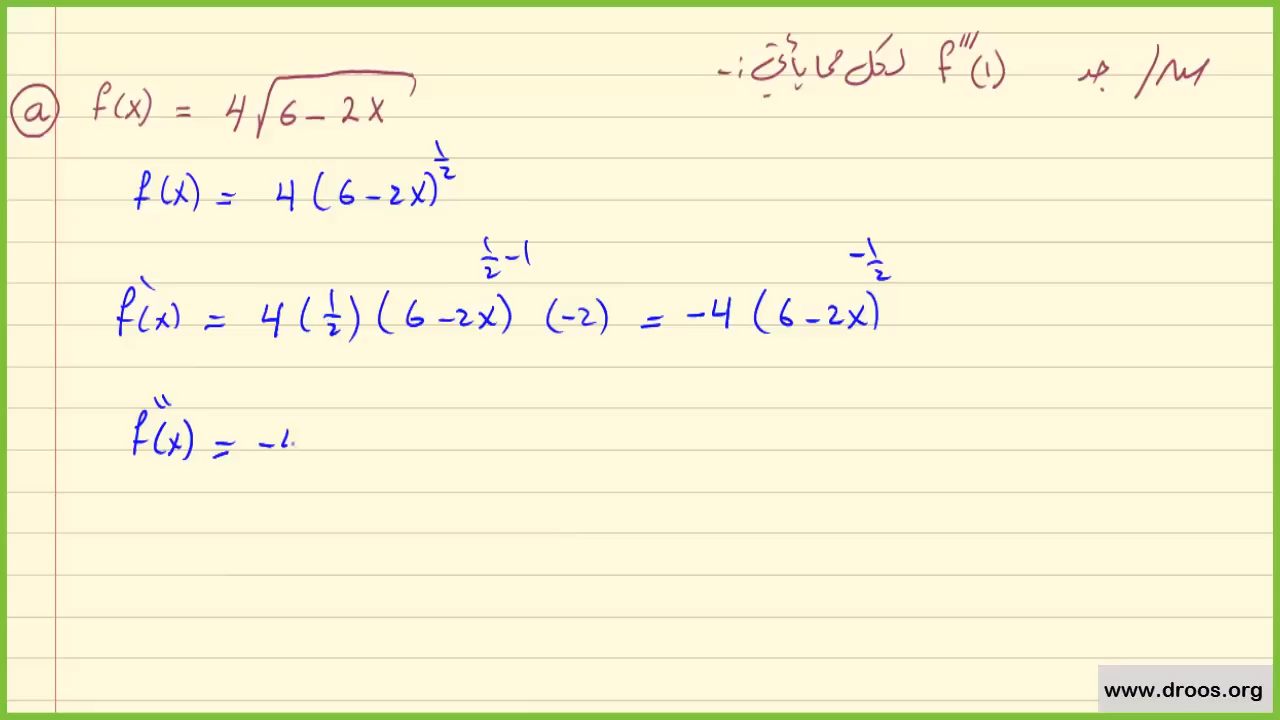 س/ جد f'''(1) لكل مما يأتي :-
ⓐ f(x) = 4√(6-2x)
f(x) = 4(6-2x)^(1/2)
f'(x) = 4(1/2)(6-2x)^(1/2-1) (-2) = -4(6-2x)^(-1/2)
f''(x) = -4
www.droos.org